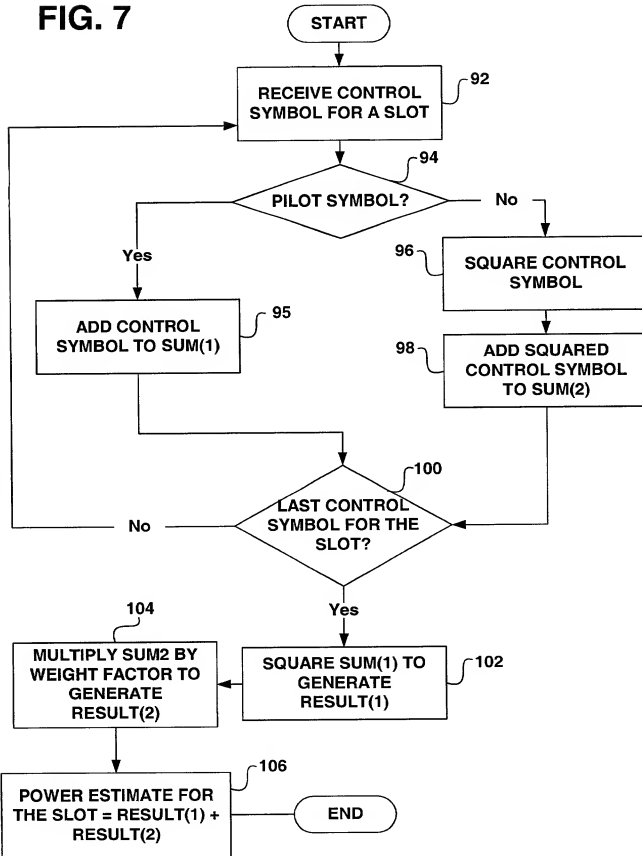 FIG. 7
START
RECEIVE CONTROL
SYMBOL FOR A SLOT
92
94
PILOT SYMBOL?
No
Yes
96
SQUARE CONTROL
SYMBOL
ADD CONTROL
SYMBOL TO SUM(1)
95
98
ADD SQUARED
CONTROL SYMBOL
TO SUM(2)
100
LAST CONTROL
SYMBOL FOR THE
SLOT?
No
Yes
104
MULTIPLY SUM2 BY
WEIGHT FACTOR TO
GENERATE
RESULT(2)
SQUARE SUM(1) TO
GENERATE
RESULT(1)
102
106
POWER ESTIMATE FOR
THE SLOT = RESULT(1) +
RESULT(2)
END